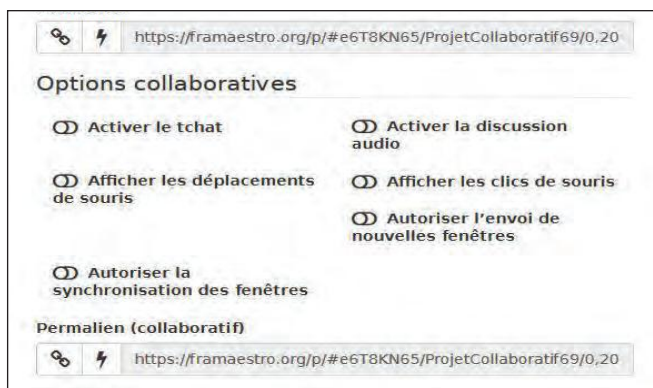 https://framaestro.org/p/#e6T8KN65/ProjetCollaboratif69/0,20
Options collaboratives
Activer le tchat
Activer la discussion
audio
Afficher les déplacements
de souris
Afficher les clics de souris
Autoriser l'envoi de
nouvelles fenêtres
Autoriser la
synchronisation des fenêtres
Permalien (collaboratif)
https://framaestro.org/p/#e6T8KN65/ProjetCollaboratif69/0,20